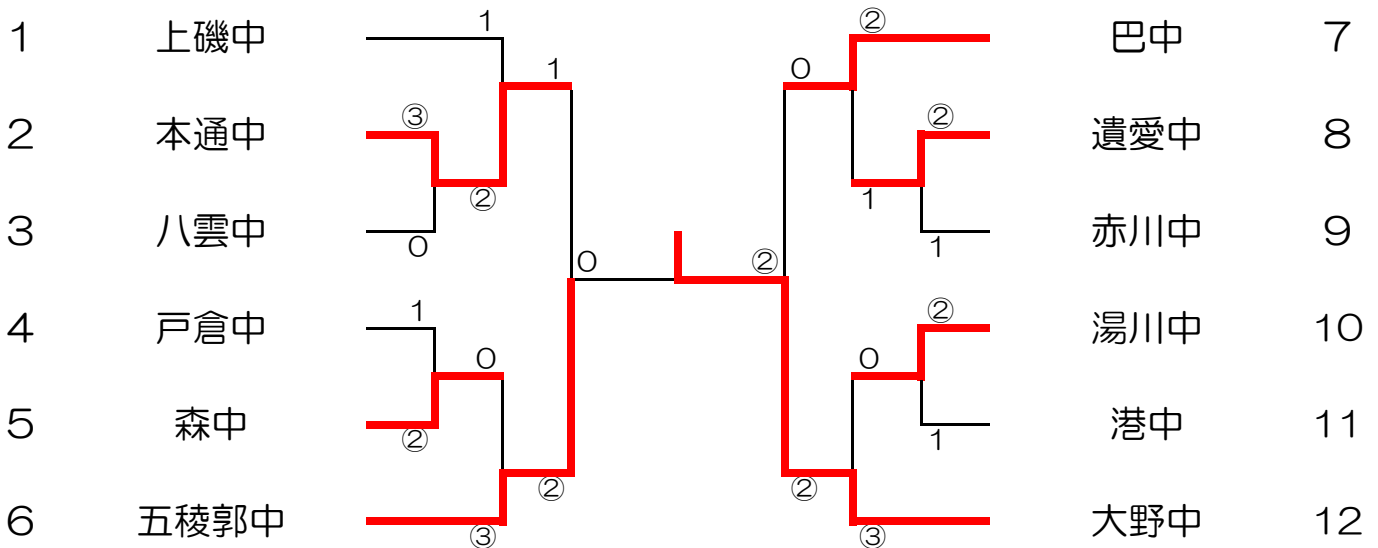 1 上磯中 1 ② 巴中 7
1 0
2 本通中 ③ ② 遺愛中 8
② 1
3 八雲中 0 1 赤川中 9
0 ②
4 戸倉中 1 ② 湯川中 10
0 0
5 森中 ② 1 港中 11
② ②
6 五稜郭中 ③ ③ 大野中 12